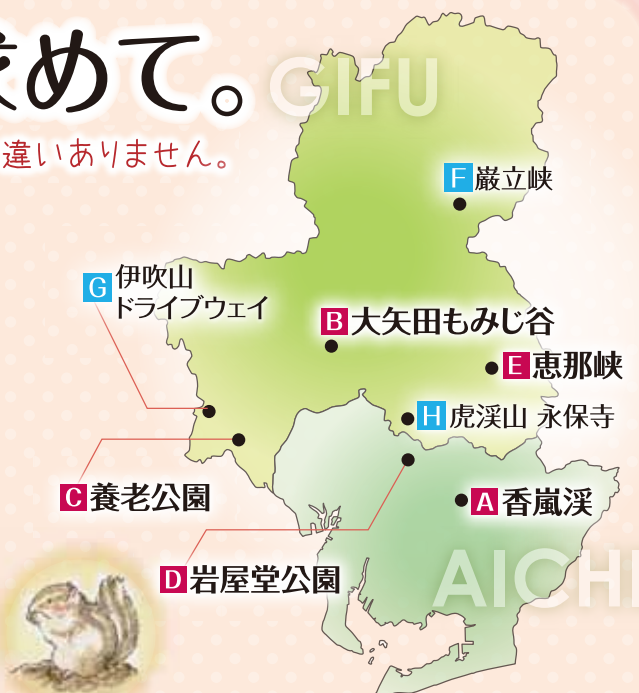 めて。
違いありません。
GIFU
F 巌立峡
G 伊吹山
ドライブウェイ
B 大矢田もみじ谷
E 恵那峡
H 虎渓山 永保寺
C 養老公園
A 香嵐渓
D 岩屋堂公園
AICHI